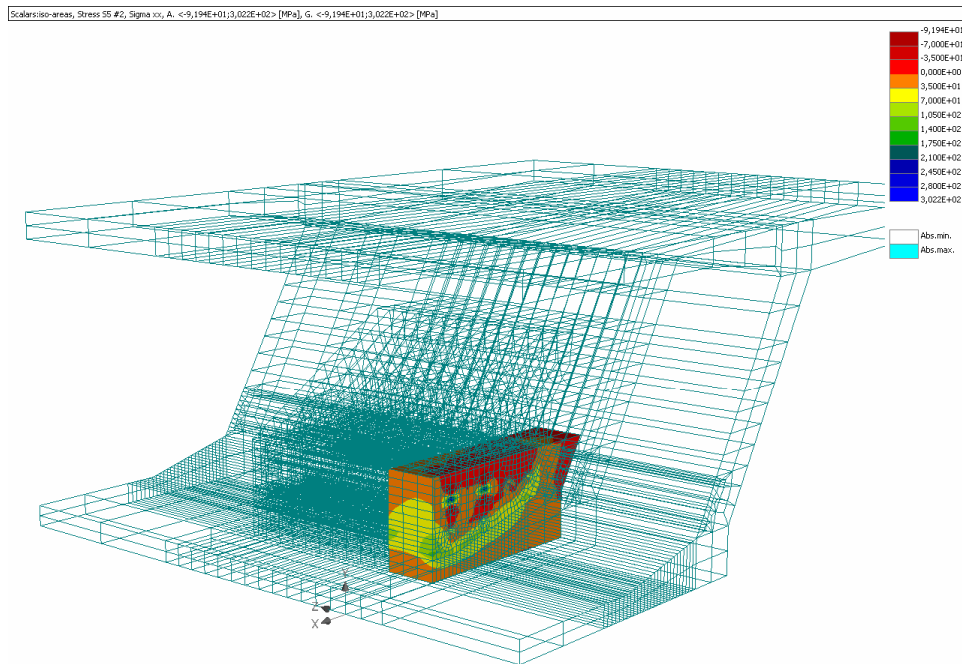 Scalars:iso-areas, Stress S5 #2, Sigma xx, A. <-9,194E+01;3,022E+02> [MPa], G. <-9,194E+01;3,022E+02> [MPa]
-9,194E+01
-7,000E+01
-3,500E+01
0,000E+00
3,500E+01
7,000E+01
1,050E+02
1,400E+02
1,750E+02
2,100E+02
2,450E+02
2,800E+02
3,022E+02
Abs.min.
Abs.max.
Y
Z
X